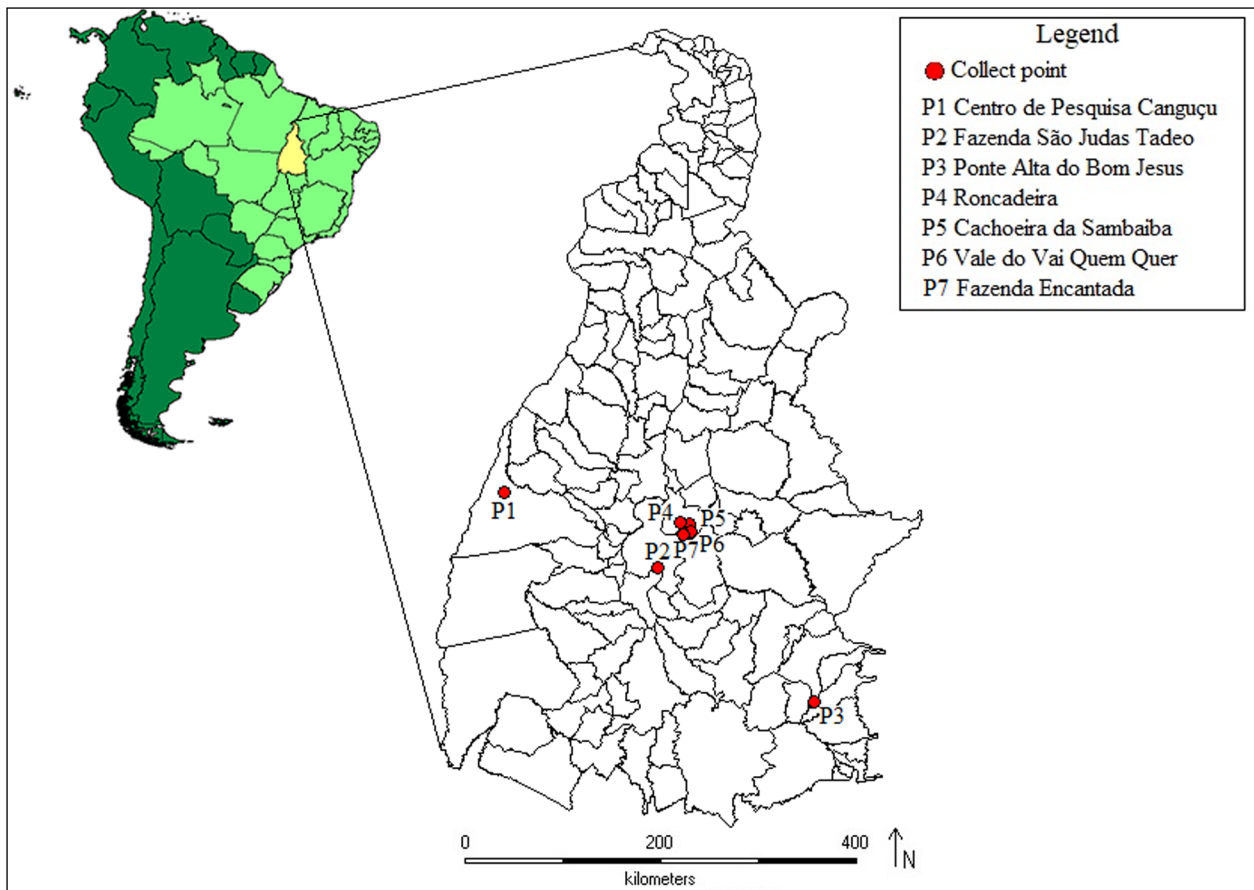 Legend
Collect point
P1 Centro de Pesquisa Canguçu
P2 Fazenda São Judas Tadeo
P3 Ponte Alta do Bom Jesus
P4 Roncadeira
P5 Cachoeira da Sambaiba
P6 Vale do Vai Quem Quer
P7 Fazenda Encantada
P1
P4
P5
P2
P7
P6
P3
0 200 400
kilometers
N